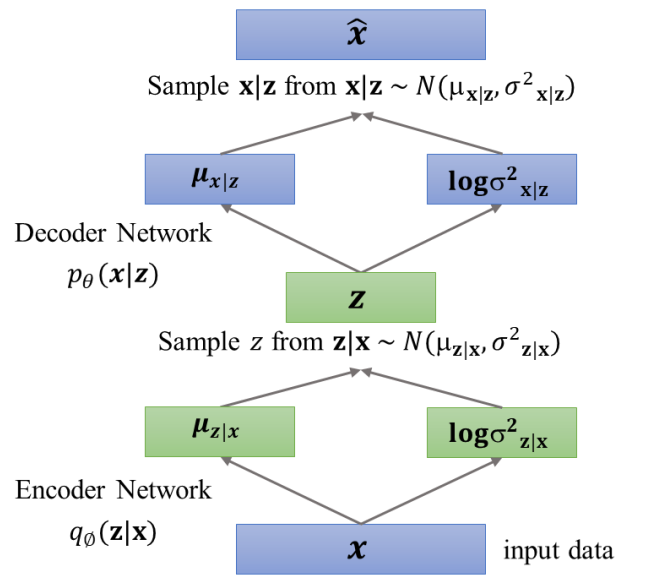 x̂
Sample x|z from x|z ~ N(μx|z, σ²x|z)
μx|z logσ²x|z
Decoder Network
pθ(x|z)
z
Sample z from z|x ~ N(μz|x, σ²z|x)
μz|x logσ²z|x
Encoder Network
q∅(z|x)
x input data